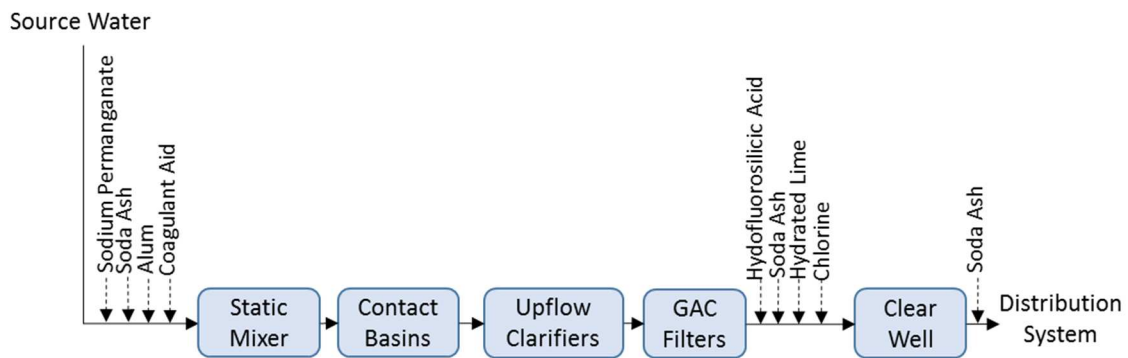 Source Water
Sodium Permanganate
Soda Ash
Alum
Coagulant Aid
Static
Mixer
Contact
Basins
Upflow
Clarifiers
GAC
Filters
Hydofluorosilicic Acid
Soda Ash
Hydrated Lime
Chlorine
Clear
Well
Soda Ash
Distribution
System